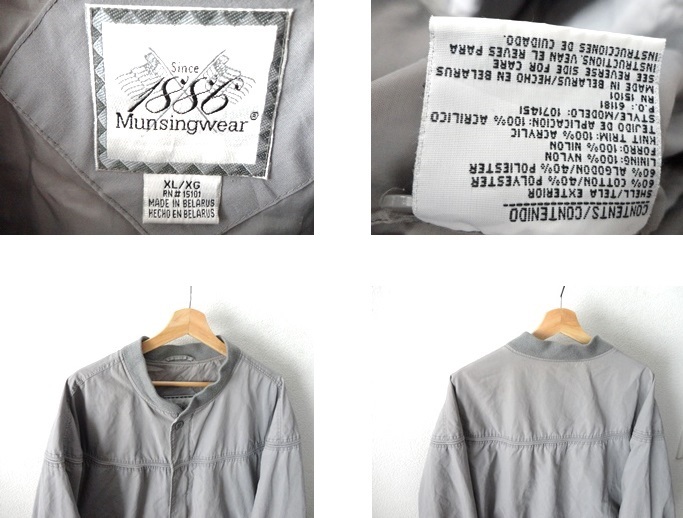 Since
1886
Munsingwear®
XL/XG
RN# 15101
MADE IN BELARUS
HECHO EN BELARUS
CONTENTS/CONTENIDO
SHELL/TELA EXTERIOR
60% COTTON/40% POLYESTER
60% ALGODON/40% POLIESTER
LINING: 100% NYLON
FORRO: 100% NILON
KNIT TRIM: 100% ACRYLIC
TEJIDO DE APLICACION: 100% ACRILICO
STYLE/MODELO: 1071451
P.O.: 6181
RN 15101
MADE IN BELARUS/HECHO EN BELARUS
SEE REVERSE SIDE FOR CARE
INSTRUCTIONS, VEAN EL REVES PARA
INSTRUCCIONES DE CUIDADO.